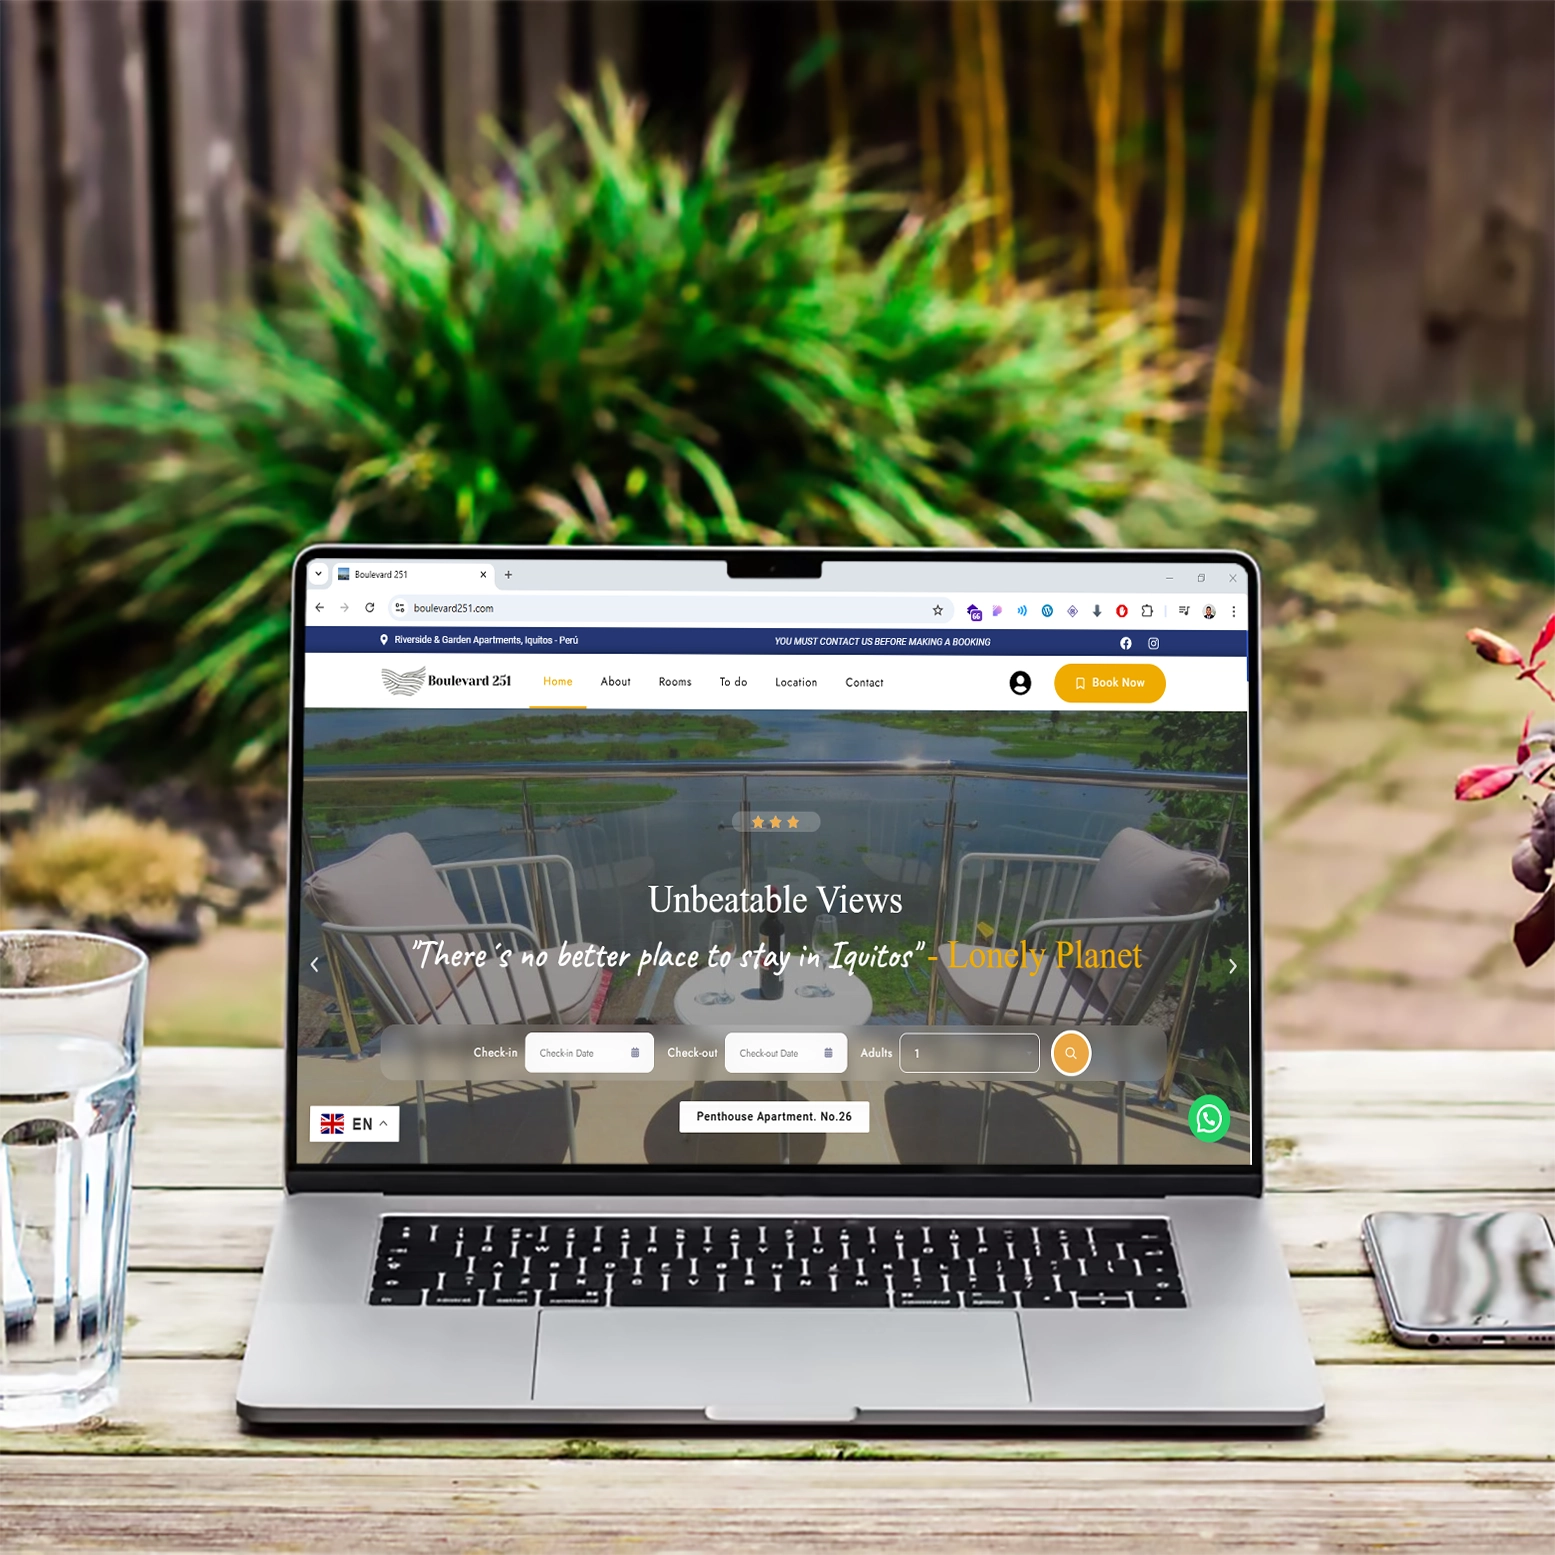 Boulevard 251
boulevard251.com
66
Riverside & Garden Apartments, Iquitos - Perú
YOU MUST CONTACT US BEFORE MAKING A BOOKING
Boulevard 251
Home
About
Rooms
To do
Location
Contact
Book Now
Unbeatable Views
"There´s no better place to stay in Iquitos" - Lonely Planet
Check-in
Check-in Date
Check-out
Check-out Date
Adults
1
Penthouse Apartment. No.26
EN